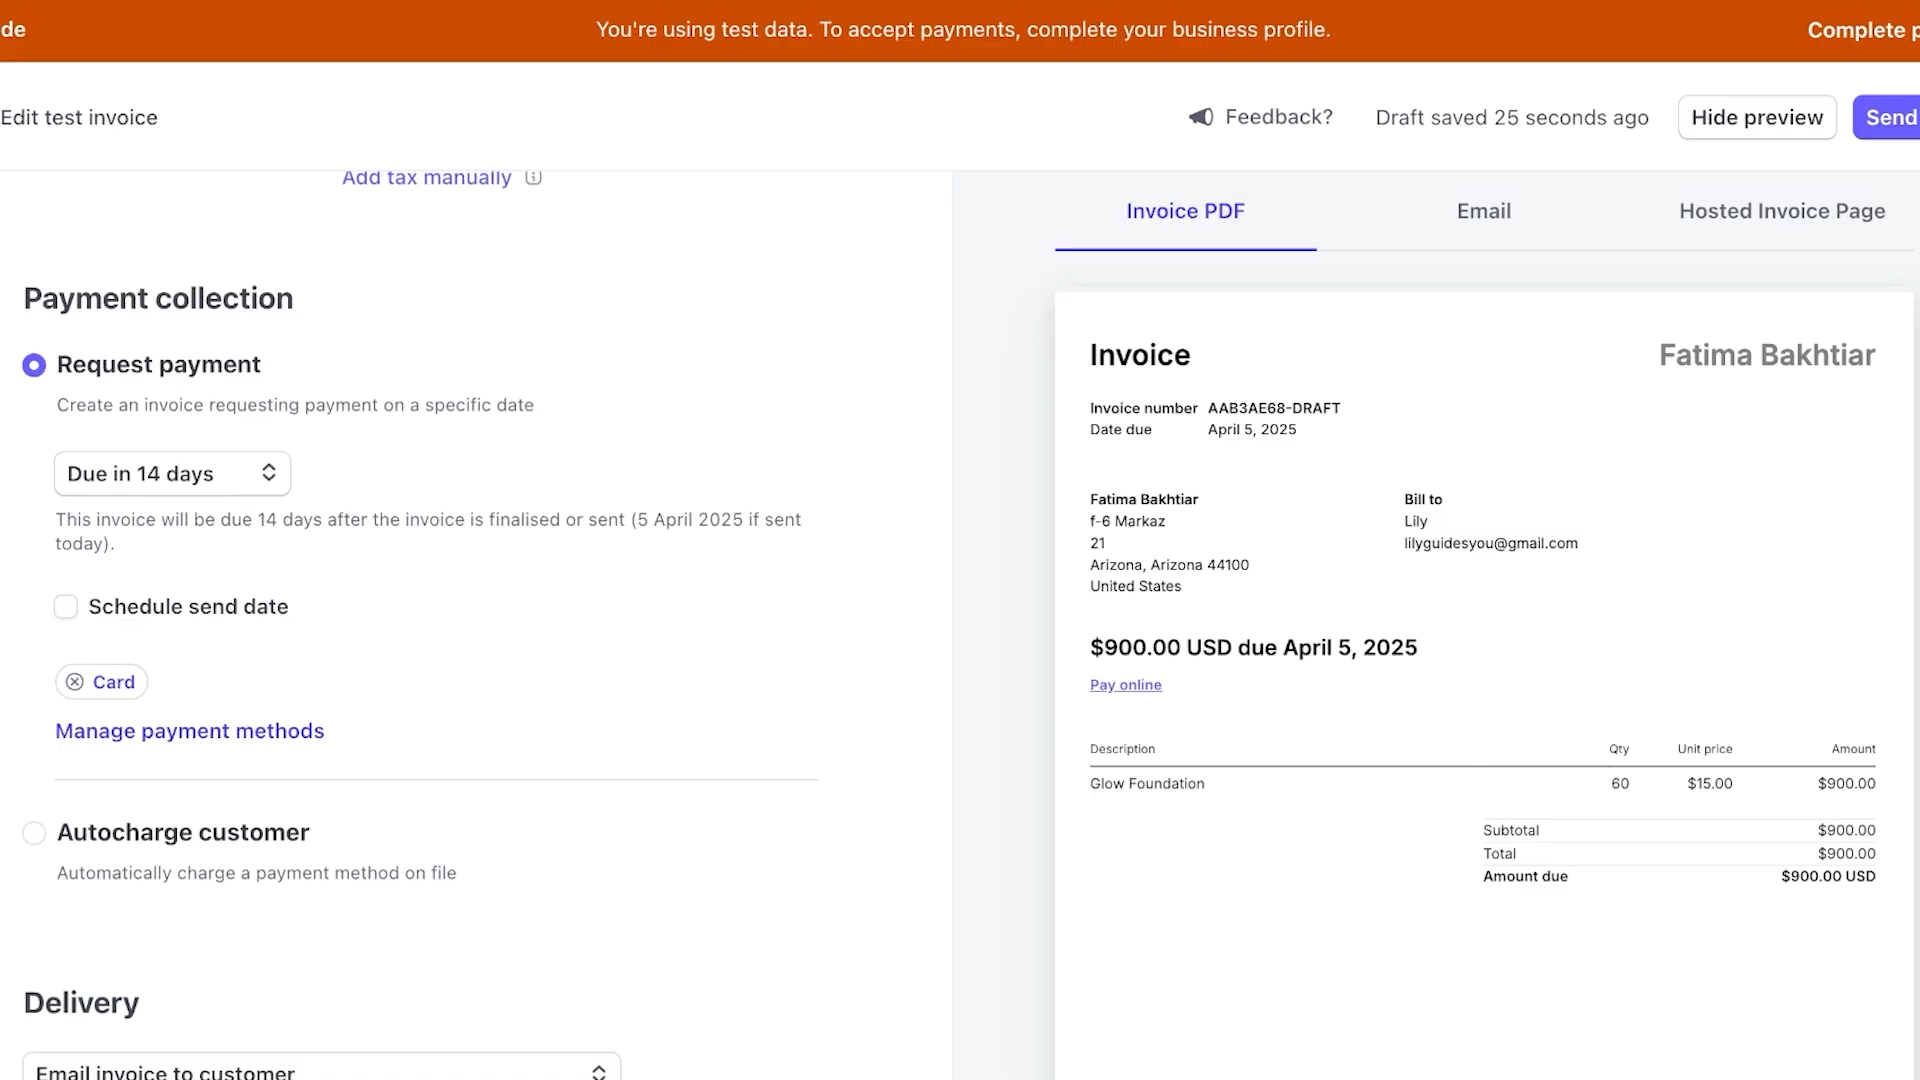 de
You're using test data. To accept payments, complete your business profile.
Complete p
Edit test invoice
Feedback?
Draft saved 25 seconds ago
Hide preview
Send
Add tax manually
Payment collection
Request payment
Create an invoice requesting payment on a specific date
Due in 14 days
This invoice will be due 14 days after the invoice is finalised or sent (5 April 2025 if sent
today).
Schedule send date
Card
Manage payment methods
Autocharge customer
Automatically charge a payment method on file
Delivery
Email invoice to customer
Invoice PDF
Email
Hosted Invoice Page
Invoice
Fatima Bakhtiar
Invoice number AAB3AE68-DRAFT
Date due April 5, 2025
Fatima Bakhtiar
f-6 Markaz
21
Arizona, Arizona 44100
United States
Bill to
Lily
lilyguidesyou@gmail.com
$900.00 USD due April 5, 2025
Pay online
Description Qty Unit price Amount
Glow Foundation 60 $15.00 $900.00
Subtotal $900.00
Total $900.00
Amount due $900.00 USD